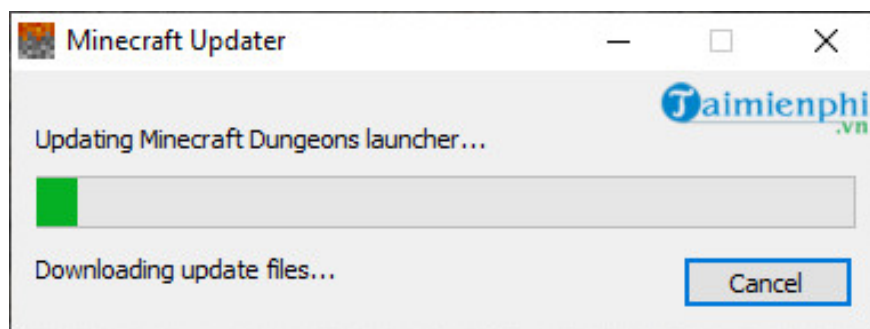 Minecraft Updater
Taimienphi
.vn
Updating Minecraft Dungeons launcher...
Downloading update files...
Cancel